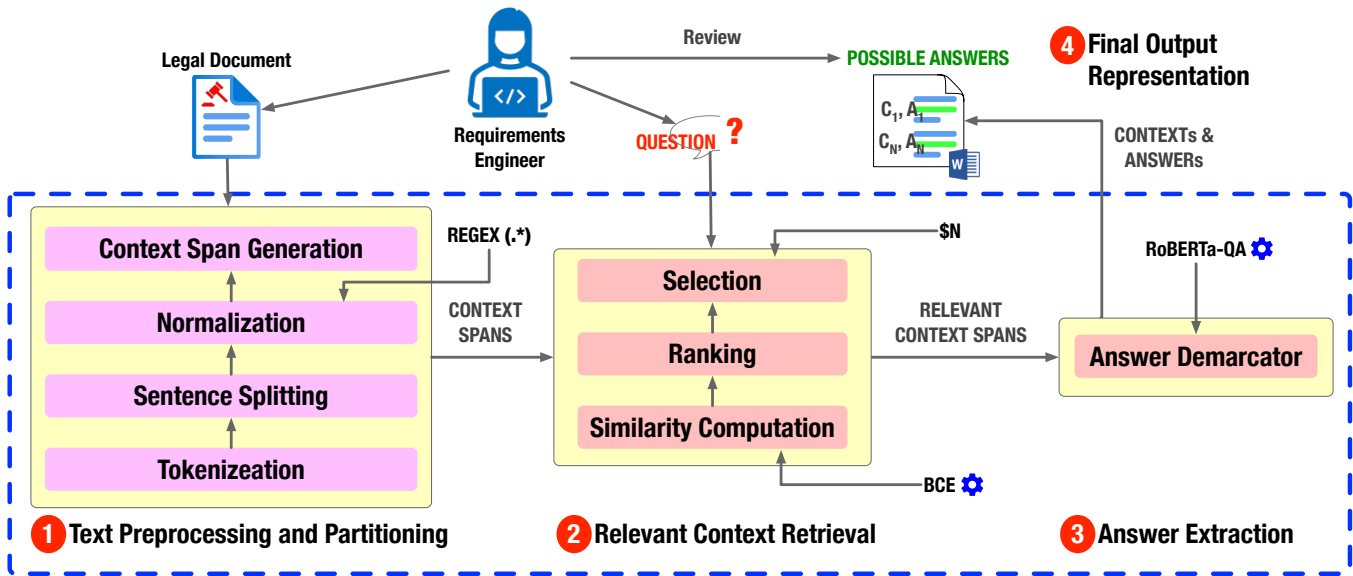 Legal Document
Requirements
Engineer
</>
Review
POSSIBLE ANSWERS
C1, A1
CN, AN
W
4 Final Output
Representation
QUESTION ?
CONTEXTs &
ANSWERs
Context Span Generation
Normalization
Sentence Splitting
Tokenizeation
REGEX (.*)
CONTEXT
SPANS
$N
Selection
Ranking
Similarity Computation
BCE
RELEVANT
CONTEXT SPANS
RoBERTa-QA
Answer Demarcator
1 Text Preprocessing and Partitioning
2 Relevant Context Retrieval
3 Answer Extraction